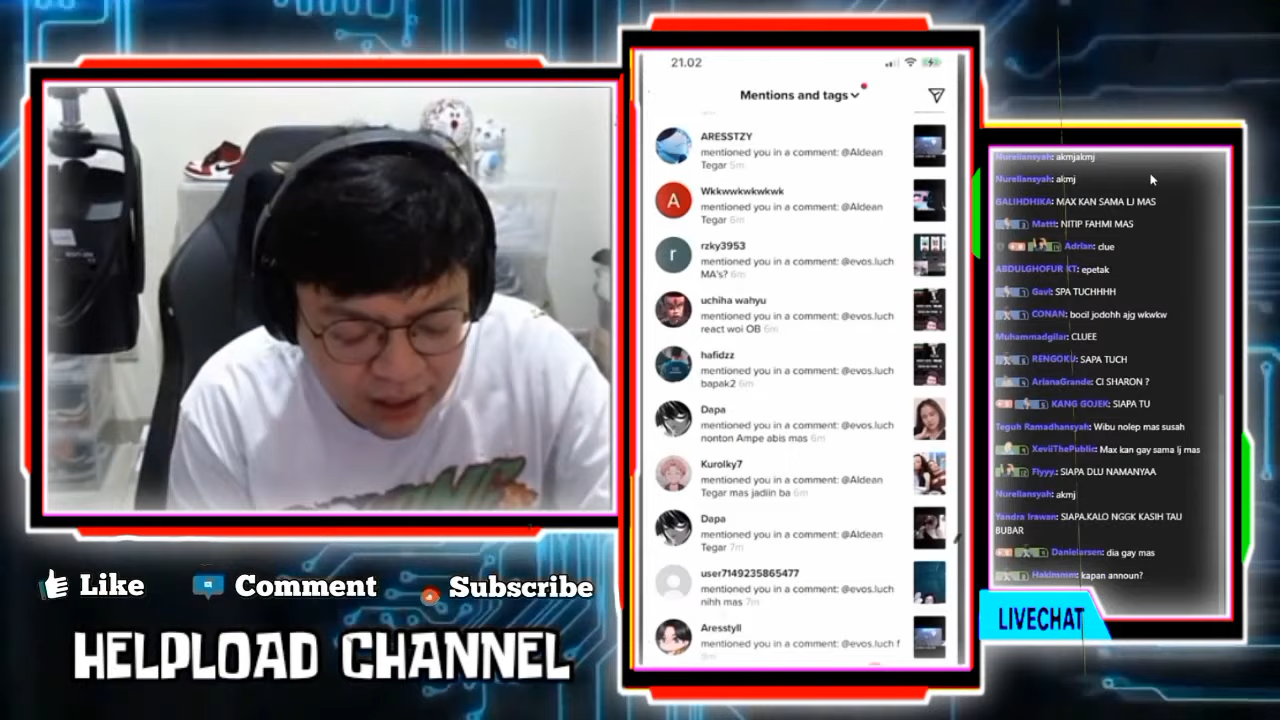 21.02
Mentions and tags
ARESSTZY
mentioned you in a comment: @Aldean
Tegar 5m
Wkkwwkwkwkwk
mentioned you in a comment: @Aldean
Tegar 6m
rzky3953
mentioned you in a comment: @evos.luch
MA's? 6m
uchiha wahyu
mentioned you in a comment: @evos.luch
react woi OB 6m
hafidzz
mentioned you in a comment: @evos.luch
bapak2 6m
Dapa
mentioned you in a comment: @evos.luch
nonton Ampe abis mas 6m
Kurolky7
mentioned you in a comment: @Aldean
Tegar mas jadiin ba 6m
Dapa
mentioned you in a comment: @Aldean
Tegar 7m
user7149235865477
mentioned you in a comment: @evos.luch
nihh mas 7m
Aresstyll
mentioned you in a comment: @evos.luch f
A
r
Nureliansyah: akmjakmj
Nureliansyah: akmj
GALIHDHIKA: MAX KAN SAMA LJ MAS
Mattt: NITIP FAHMI MAS
Adrian: clue
ABDULGHOFUR KT: epetak
Gavi: SPA TUCHHHH
CONAN: bocil jodohh ajg wkwkw
Muhammadgilar: CLUEE
RENGOKU: SAPA TUCH
ArianaGrande: CI SHARON ?
KANG GOJEK: SIAPA TU
Teguh Ramadhansyah: Wibu nolep mas susah
XeviiThePublic: Max kan gay sama lj mas
Fiyyy: SIAPA DLU NAMANYAA
Nureliansyah: akmj
Yandra Irawan: SIAPA.KALO NGGK KASIH TAU
BUBAR
Danielarsen: dia gay mas
Hakimmm: kapan announ?
LIVECHAT
Like
Comment
Subscribe
HELPLOAD CHANNEL